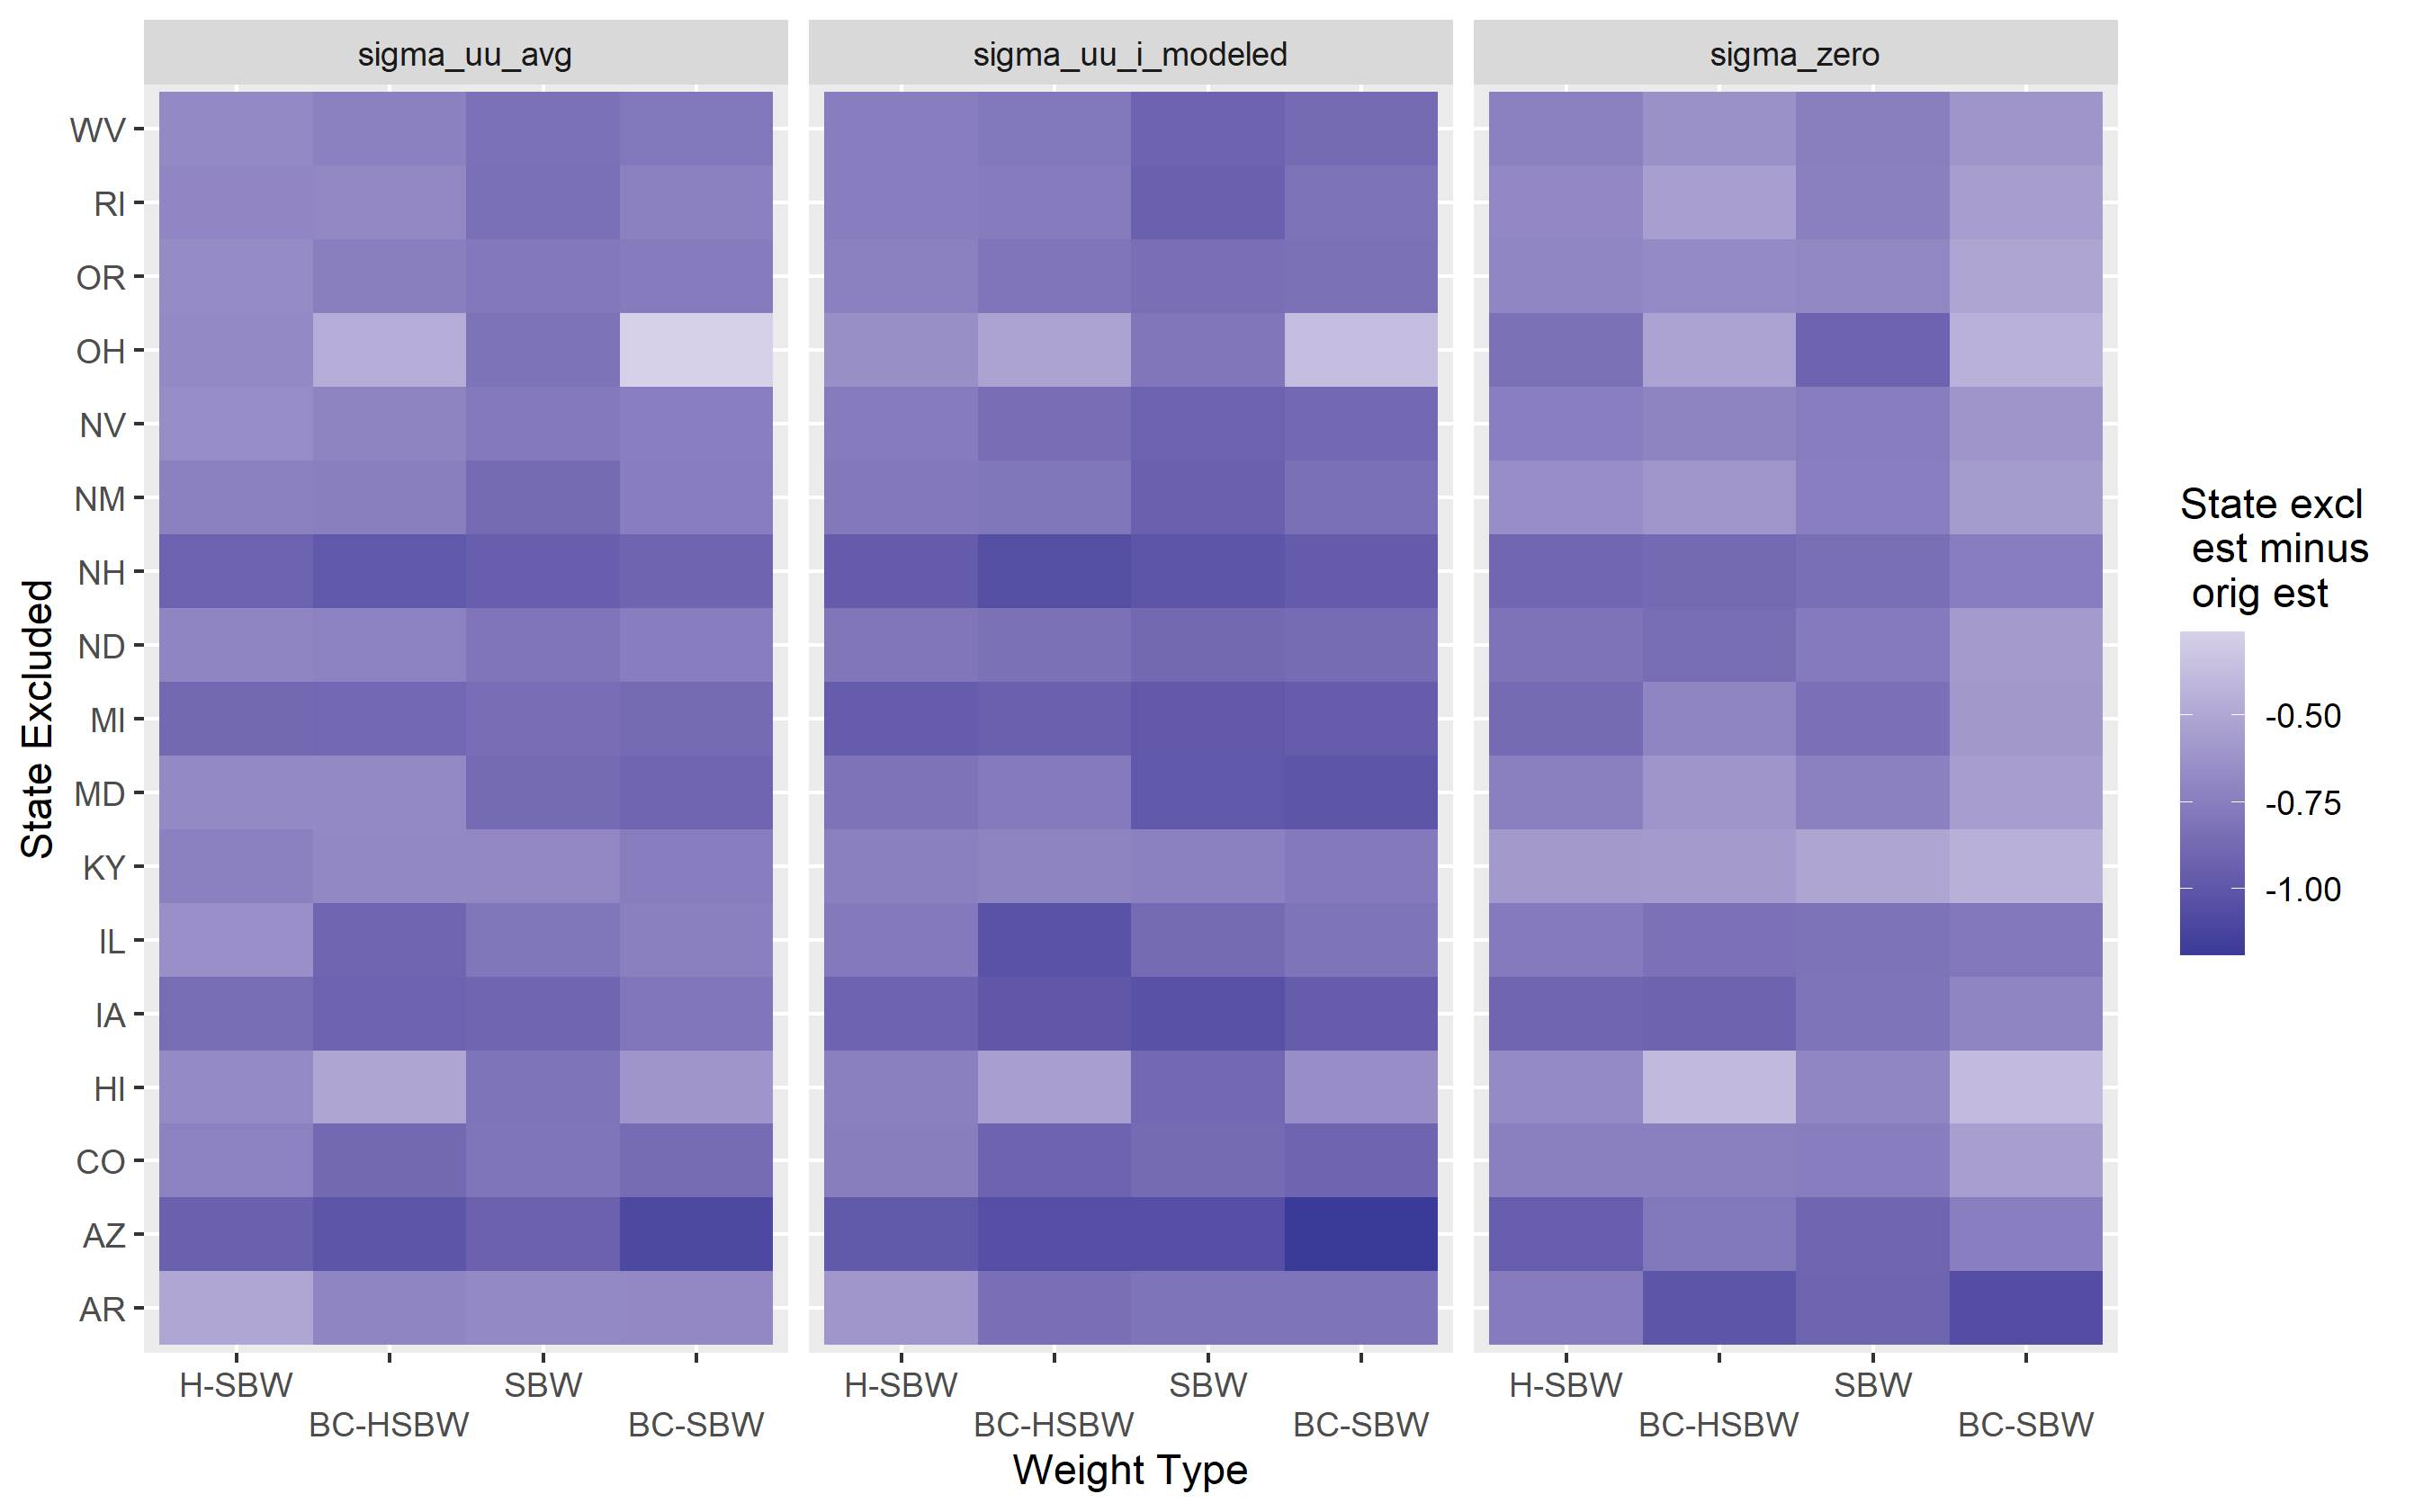 sigma_uu_avg
sigma_uu_i_modeled
sigma_zero
WV
RI
OR
OH
NV
NM
NH
ND
MI
MD
KY
IL
IA
HI
CO
AZ
AR
State Excluded
H-SBW
BC-HSBW
SBW
BC-SBW
H-SBW
BC-HSBW
SBW
BC-SBW
H-SBW
BC-HSBW
SBW
BC-SBW
Weight Type
State excl
est minus
orig est
-0.50
-0.75
-1.00